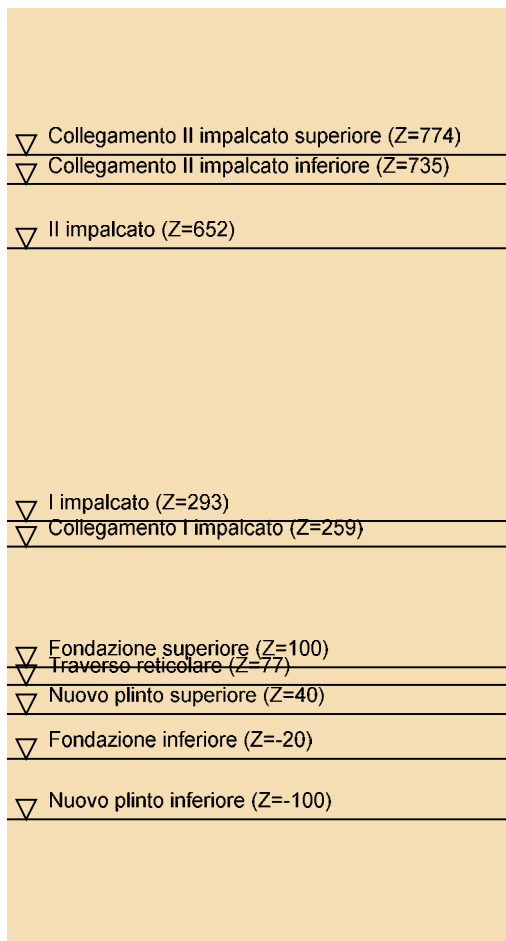 Collegamento II impalcato superiore (Z=774)
Collegamento II impalcato inferiore (Z=735)
II impalcato (Z=652)
I impalcato (Z=293)
Collegamento I impalcato (Z=259)
Fondazione superiore (Z=100)
Traverso reticolare (Z=77)
Nuovo plinto superiore (Z=40)
Fondazione inferiore (Z=-20)
Nuovo plinto inferiore (Z=-100)